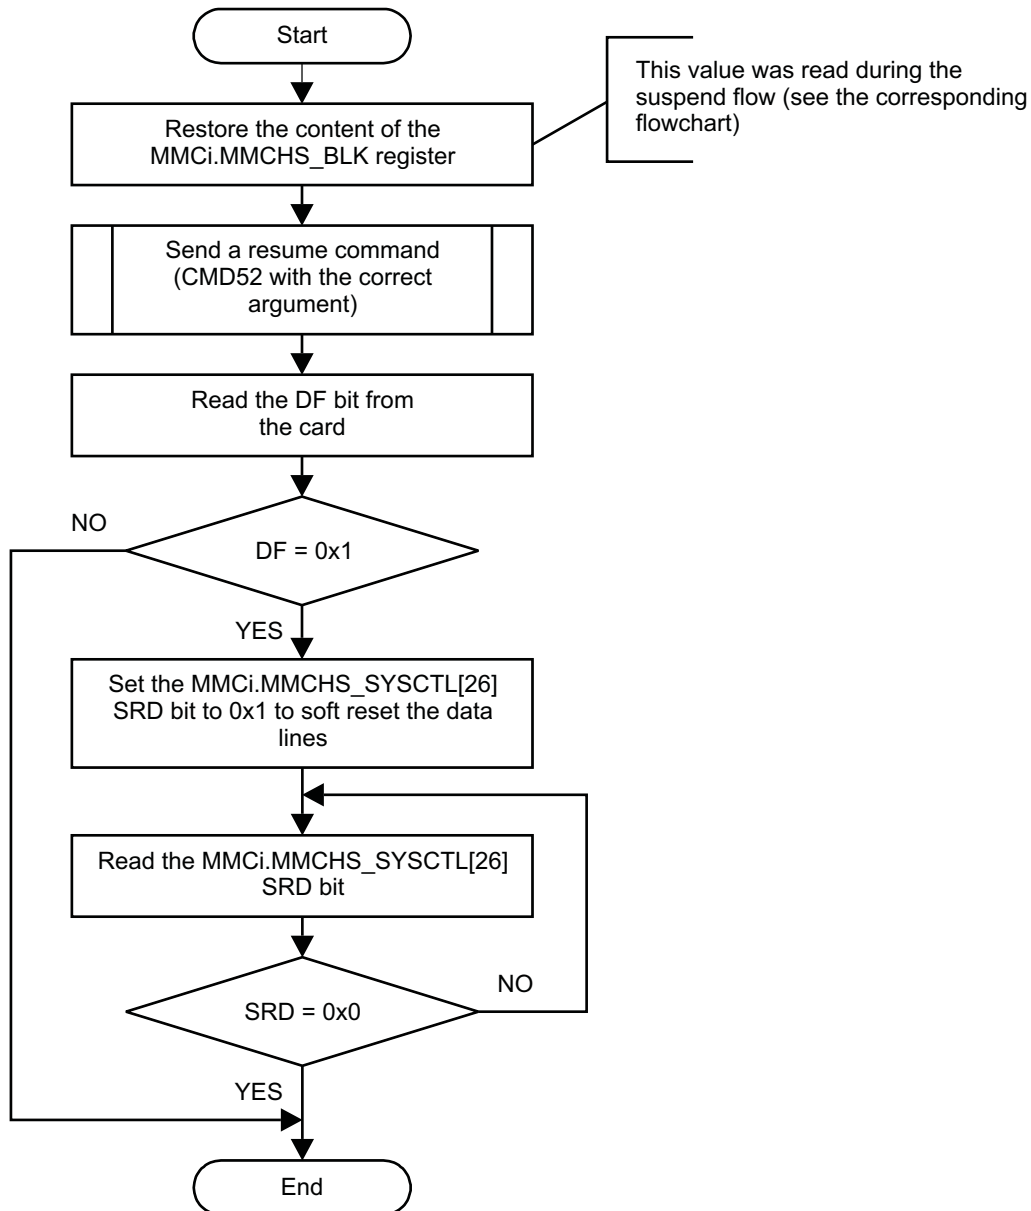 Start
This value was read during the
suspend flow (see the corresponding
flowchart)
Restore the content of the
MMCi.MMCHS_BLK register
Send a resume command
(CMD52 with the correct
argument)
Read the DF bit from
the card
NO
DF = 0x1
YES
Set the MMCi.MMCHS_SYSCTL[26]
SRD bit to 0x1 to soft reset the data
lines
Read the MMCi.MMCHS_SYSCTL[26]
SRD bit
NO
SRD = 0x0
YES
End